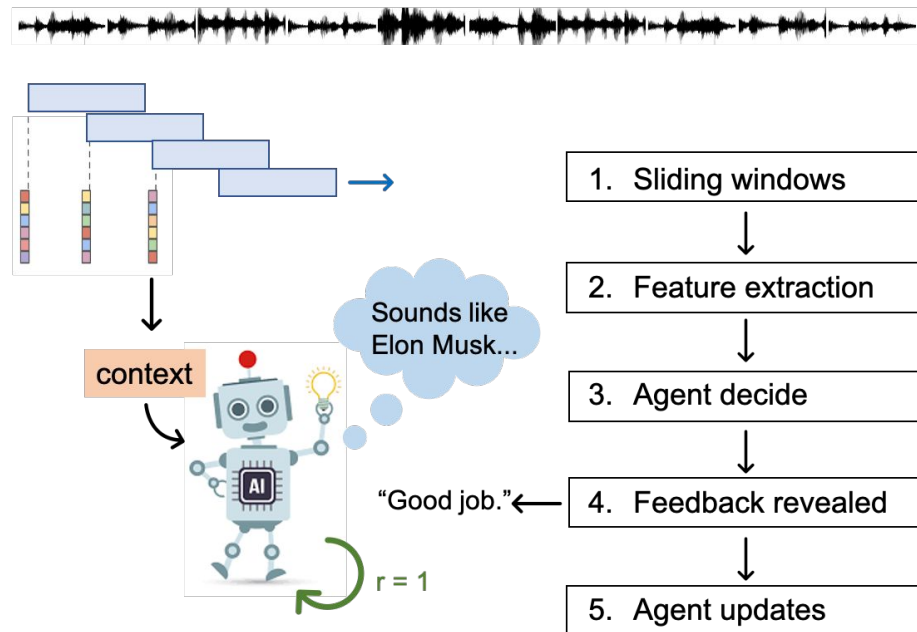 1. Sliding windows
2. Feature extraction
Sounds like
Elon Musk...
context
3. Agent decide
AI
"Good job."
4. Feedback revealed
r = 1
5. Agent updates